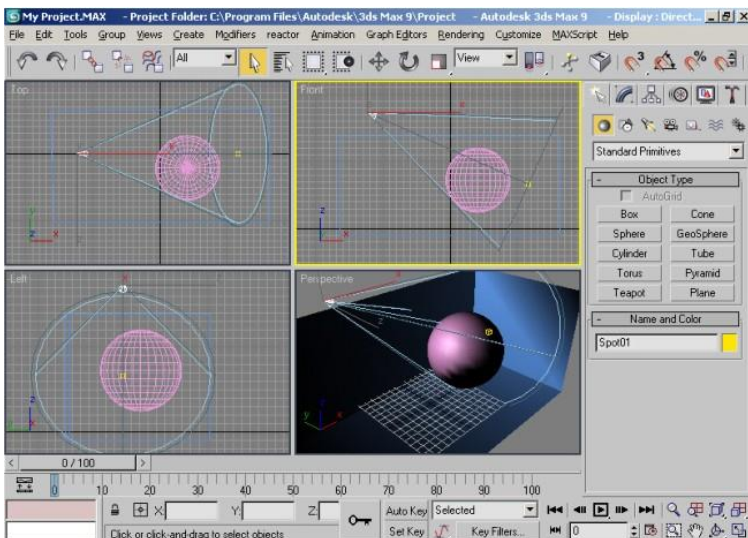 My Project.MAX - Project Folder: C:\Program Files\Autodesk\3ds Max 9\Project - Autodesk 3ds Max 9 - Display : Direct...
File Edit Tools Group Views Create Modifiers reactor Animation Graph Editors Rendering Customize MAXScript Help
All View 3 %
Top
Front
Standard Primitives
- Object Type
AutoGrid
Box Cone
Sphere GeoSphere
Cylinder Tube
Torus Pyramid
Teapot Plane
Left
Perspective
- Name and Color
Spot01
< 0 / 100 >
0 10 20 30 40 50 60 70 80 90 100
X: Y: Z: Auto Key Selected
Click or click-and-drag to select objects Set Key Key Filters... 0